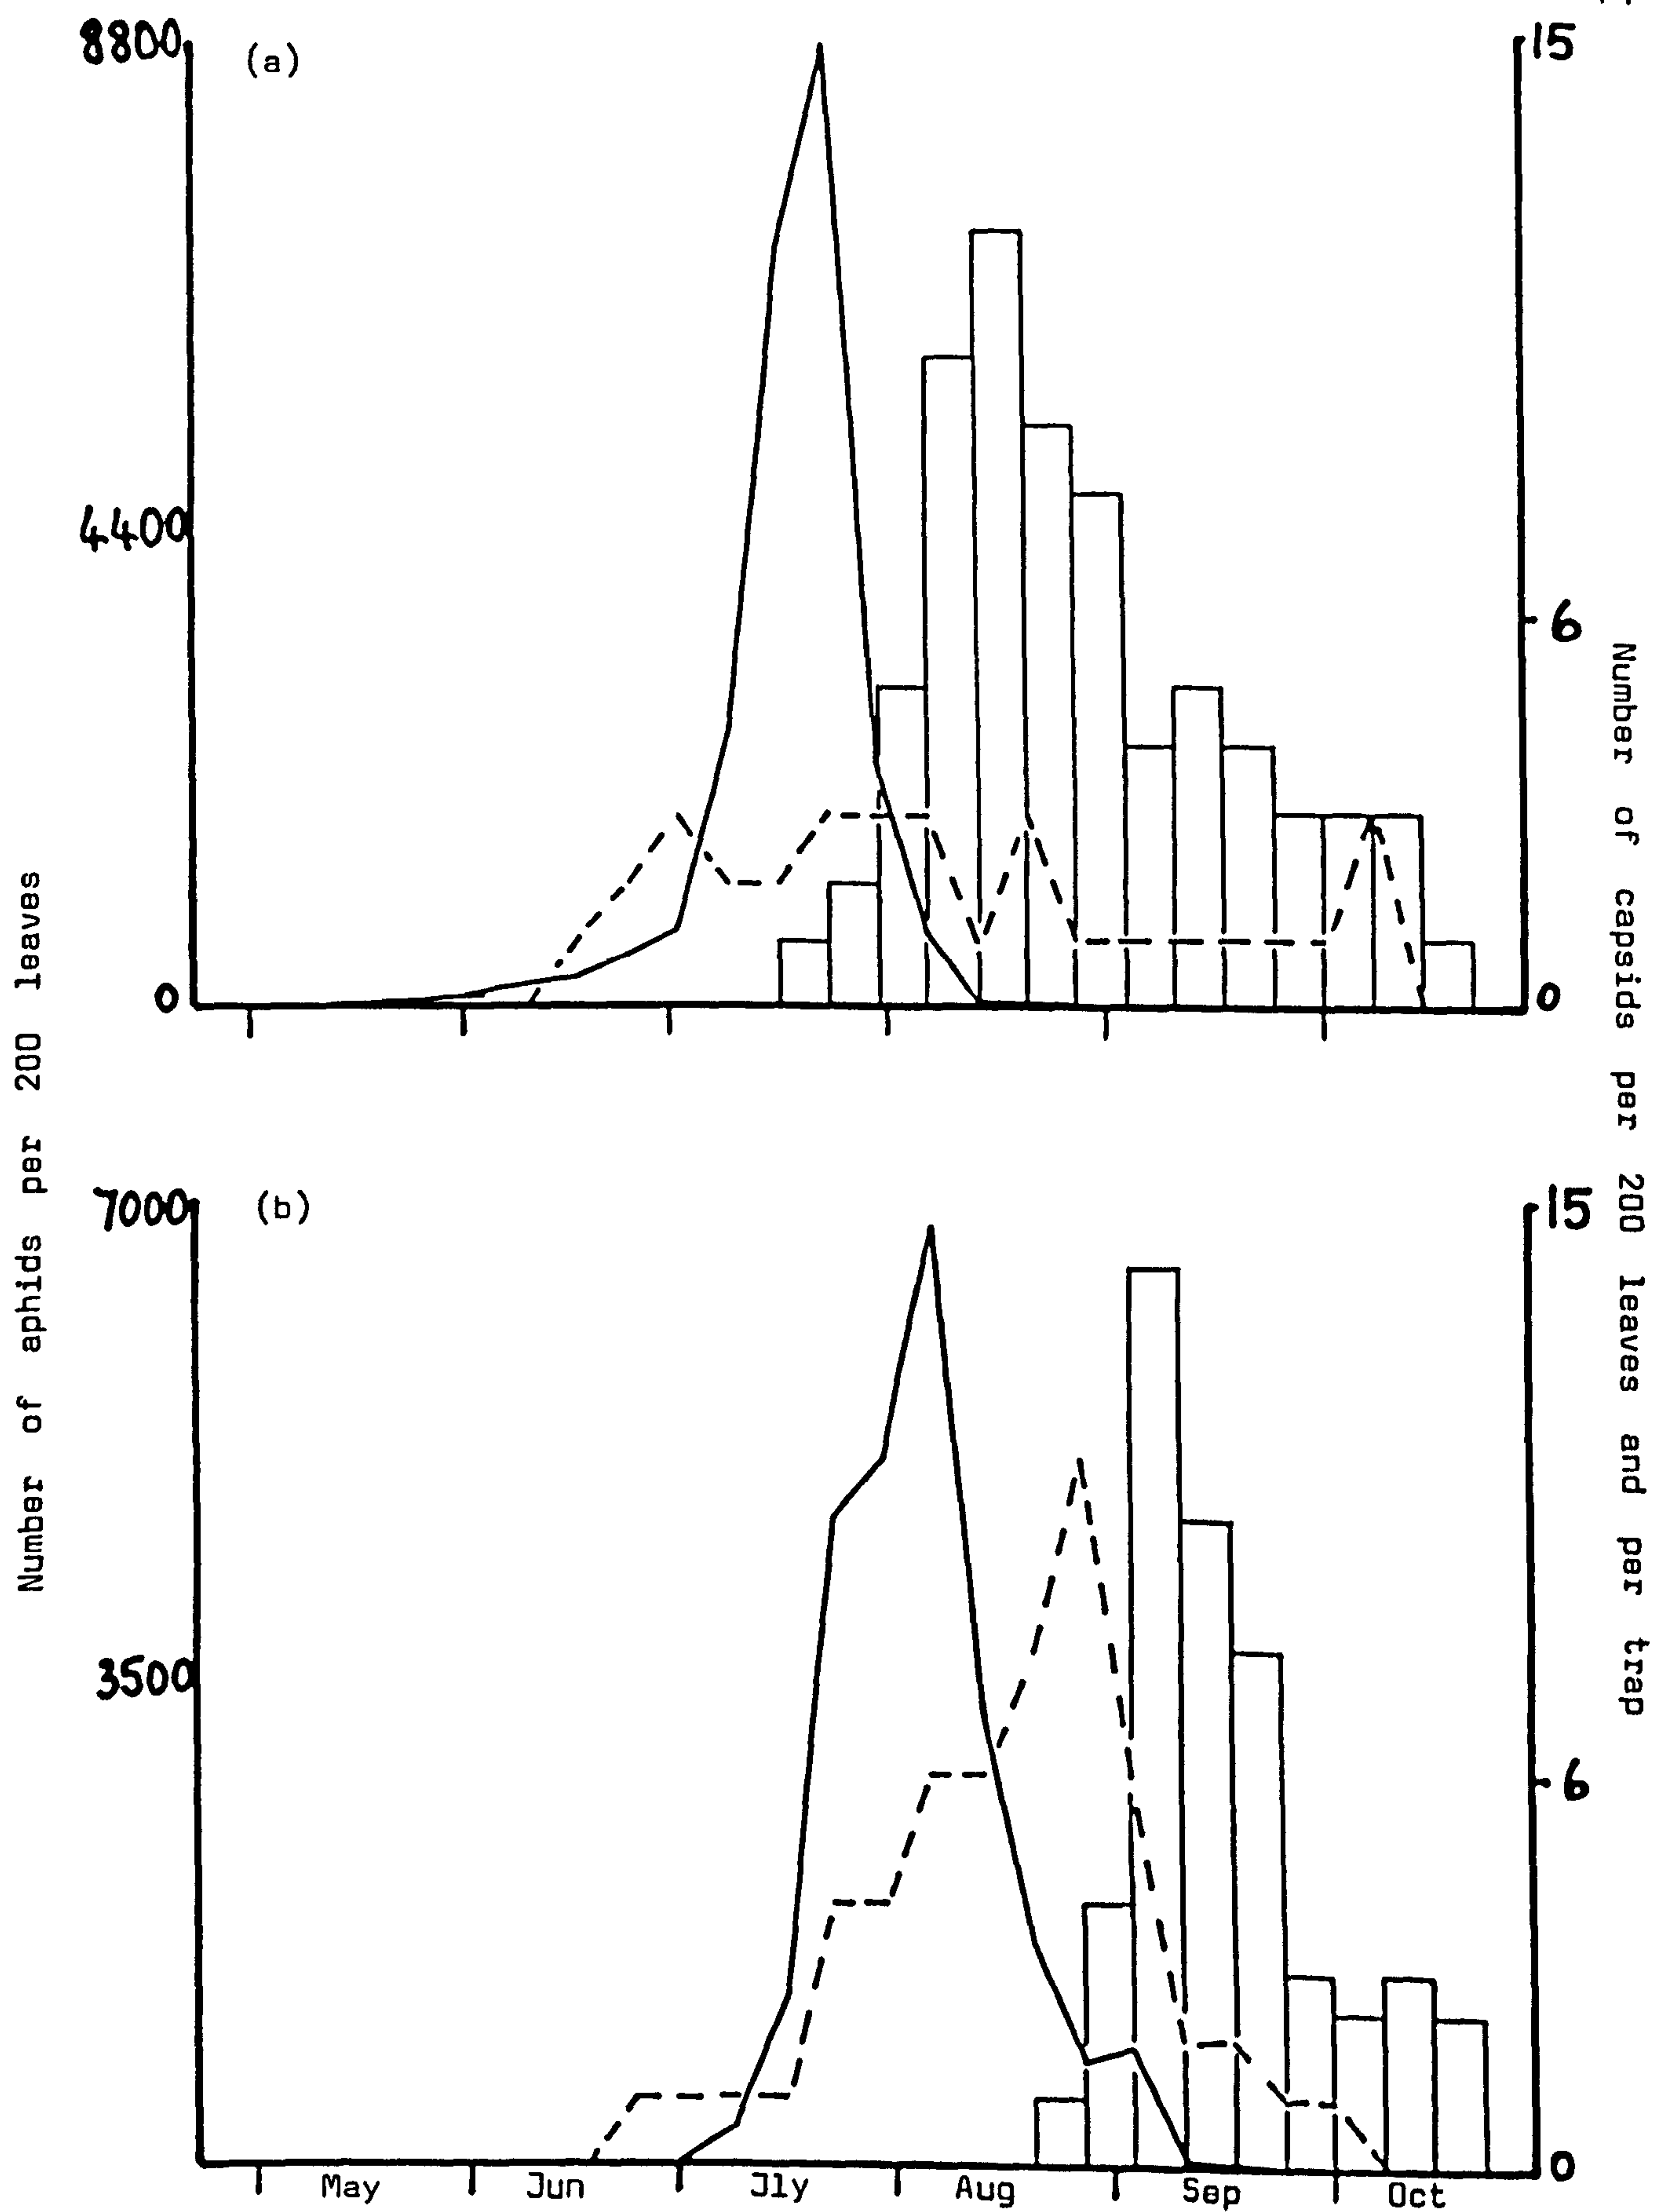 8800
(a)
15
4400
6
0
0
Number of aphids per 200 leaves
Number of capsids per 200 leaves and per trap
7000
(b)
15
3500
6
0
May
Jun
Jly
Aug
Sep
Oct